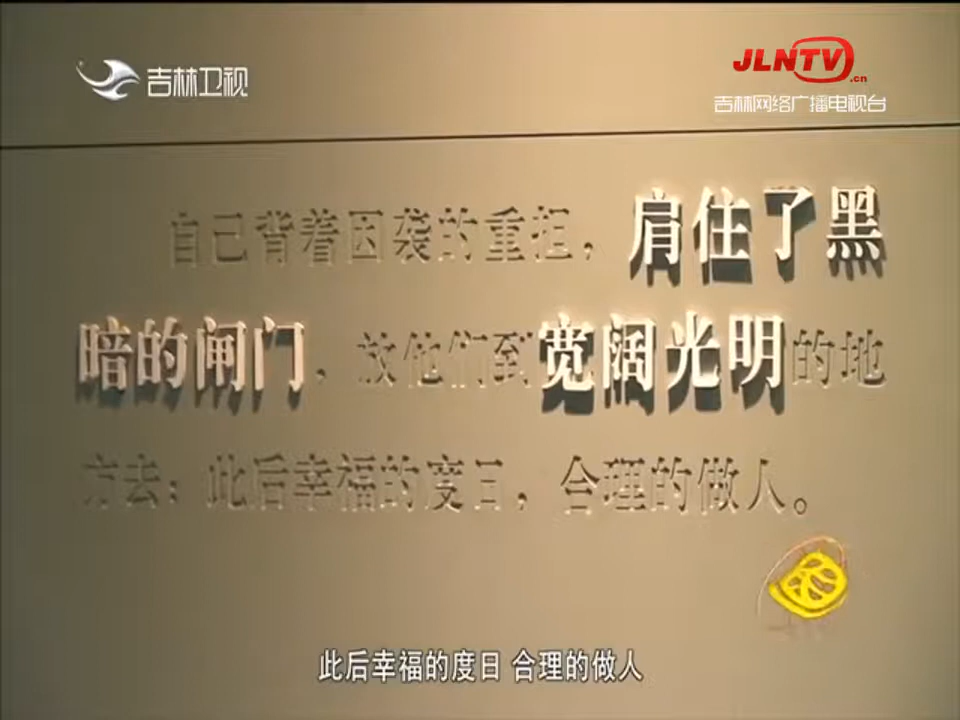 吉林卫视
JLNTV.cn
吉林网络广播电视台
自己背着因袭的重担，肩住了黑
暗的闸门，放他们到宽阔光明的地
方去；此后幸福的度日，合理的做人。
此后幸福的度日 合理的做人